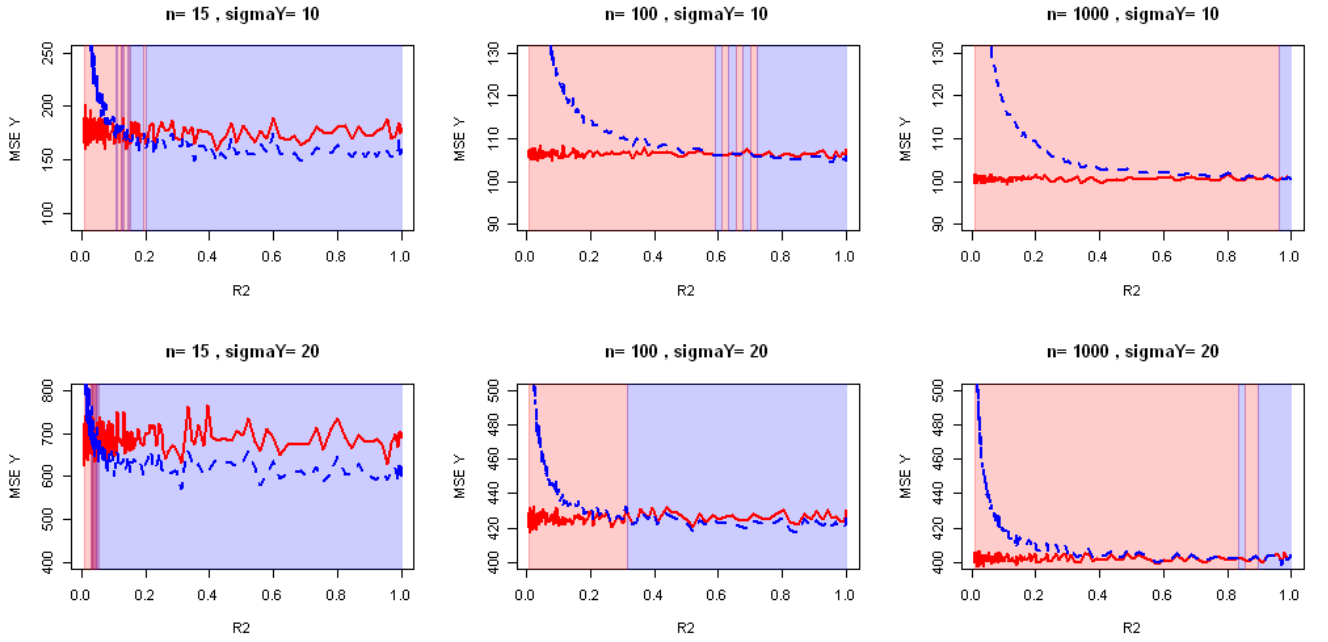 n= 15 , sigmaY= 10
MSE Y
250
200
150
100
0.0 0.2 0.4 0.6 0.8 1.0
R2
n= 100 , sigmaY= 10
MSE Y
130
120
110
100
90
0.0 0.2 0.4 0.6 0.8 1.0
R2
n= 1000 , sigmaY= 10
MSE Y
130
120
110
100
90
0.0 0.2 0.4 0.6 0.8 1.0
R2
n= 15 , sigmaY= 20
MSE Y
800
700
600
500
400
0.0 0.2 0.4 0.6 0.8 1.0
R2
n= 100 , sigmaY= 20
MSE Y
500
480
460
440
420
400
0.0 0.2 0.4 0.6 0.8 1.0
R2
n= 1000 , sigmaY= 20
MSE Y
500
480
460
440
420
400
0.0 0.2 0.4 0.6 0.8 1.0
R2